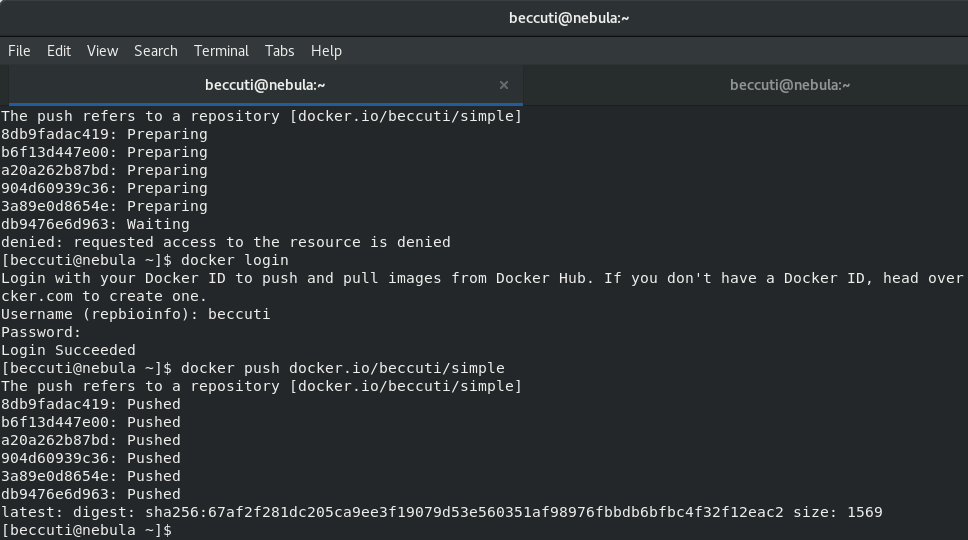 beccuti@nebula:~
File Edit View Search Terminal Tabs Help
beccuti@nebula:~ × beccuti@nebula:~
The push refers to a repository [docker.io/beccuti/simple]
8db9fadac419: Preparing
b6f13d447e00: Preparing
a20a262b87bd: Preparing
904d60939c36: Preparing
3a89e0d8654e: Preparing
db9476e6d963: Waiting
denied: requested access to the resource is denied
[beccuti@nebula ~]$ docker login
Login with your Docker ID to push and pull images from Docker Hub. If you don't have a Docker ID, head over
cker.com to create one.
Username (repbioinfo): beccuti
Password:
Login Succeeded
[beccuti@nebula ~]$ docker push docker.io/beccuti/simple
The push refers to a repository [docker.io/beccuti/simple]
8db9fadac419: Pushed
b6f13d447e00: Pushed
a20a262b87bd: Pushed
904d60939c36: Pushed
3a89e0d8654e: Pushed
db9476e6d963: Pushed
latest: digest: sha256:67af2f281dc205ca9ee3f19079d53e560351af98976fbbdb6bfbc4f32f12eac2 size: 1569
[beccuti@nebula ~]$